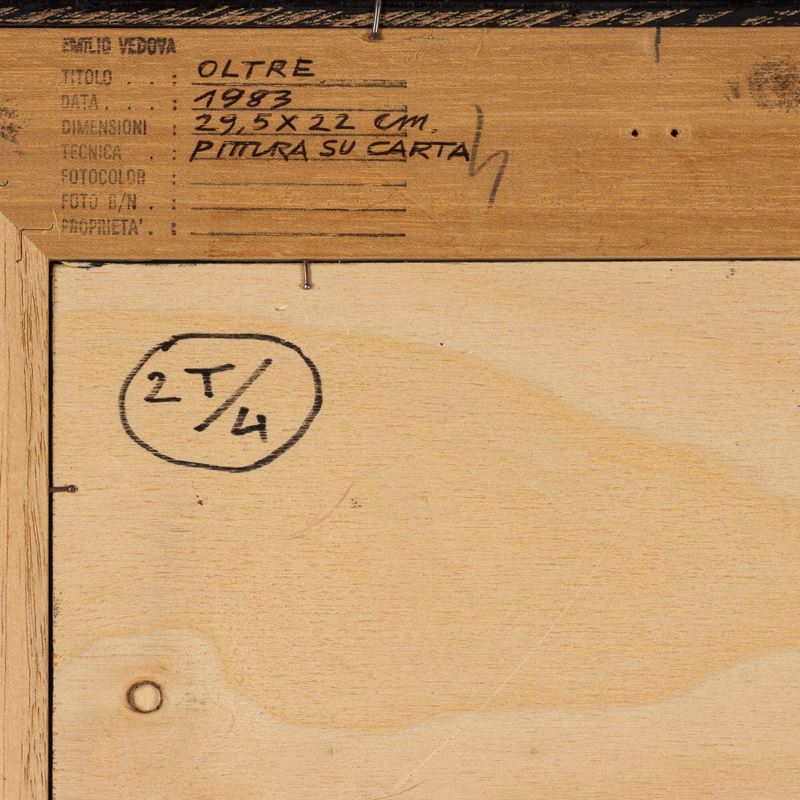 EMILIO VEDOVA
TITOLO . . . : OLTRE
DATA . . . . : 1983
DIMENSIONI : 29,5 X 22 CM.
TECNICA . : PITTURA SU CARTA
FOTOCOLOR :
FOTO B/N . :
PROPRIETA'. :
2 T/4